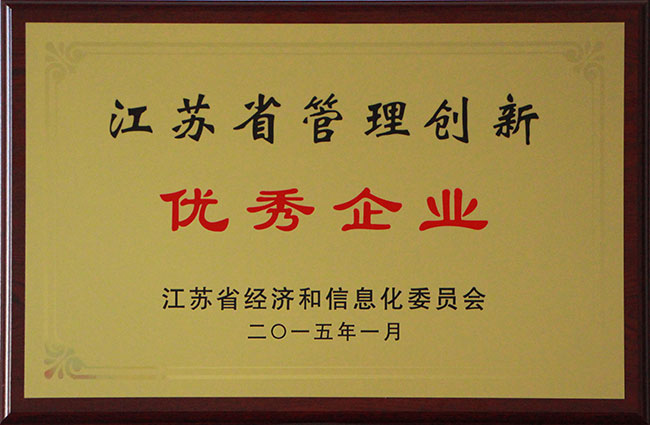 江苏省管理创新
优秀企业
江苏省经济和信息化委员会
二〇一五年一月